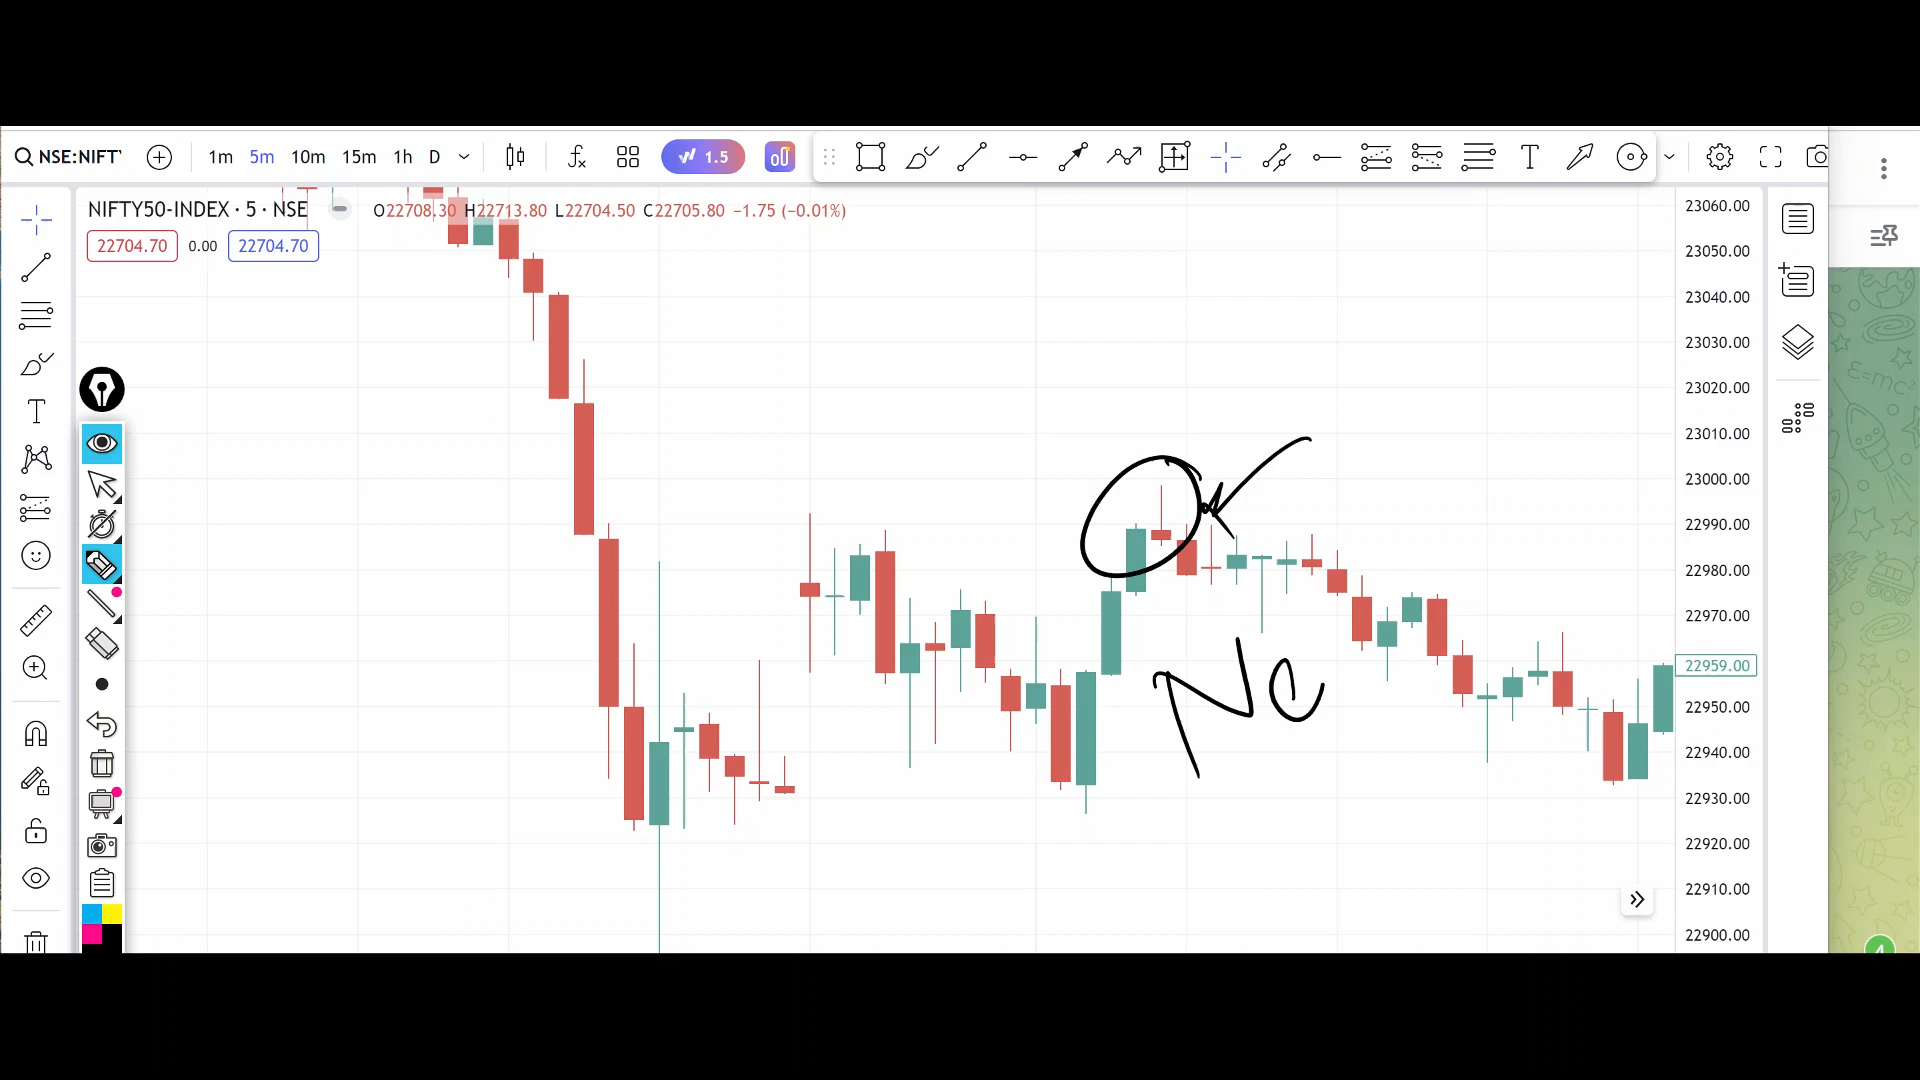 NSE:NIFTY
1m 5m 10m 15m 1h D
1.5
NIFTY50-INDEX · 5 · NSE
O22708.30 H22713.80 L22704.50 C22705.80 −1.75 (−0.01%)
22704.70 0.00 22704.70
23060.00
23050.00
23040.00
23030.00
23020.00
23010.00
23000.00
22990.00
22980.00
22970.00
22959.00
22950.00
22940.00
22930.00
22920.00
22910.00
22900.00
Nc
ε=mc²
4